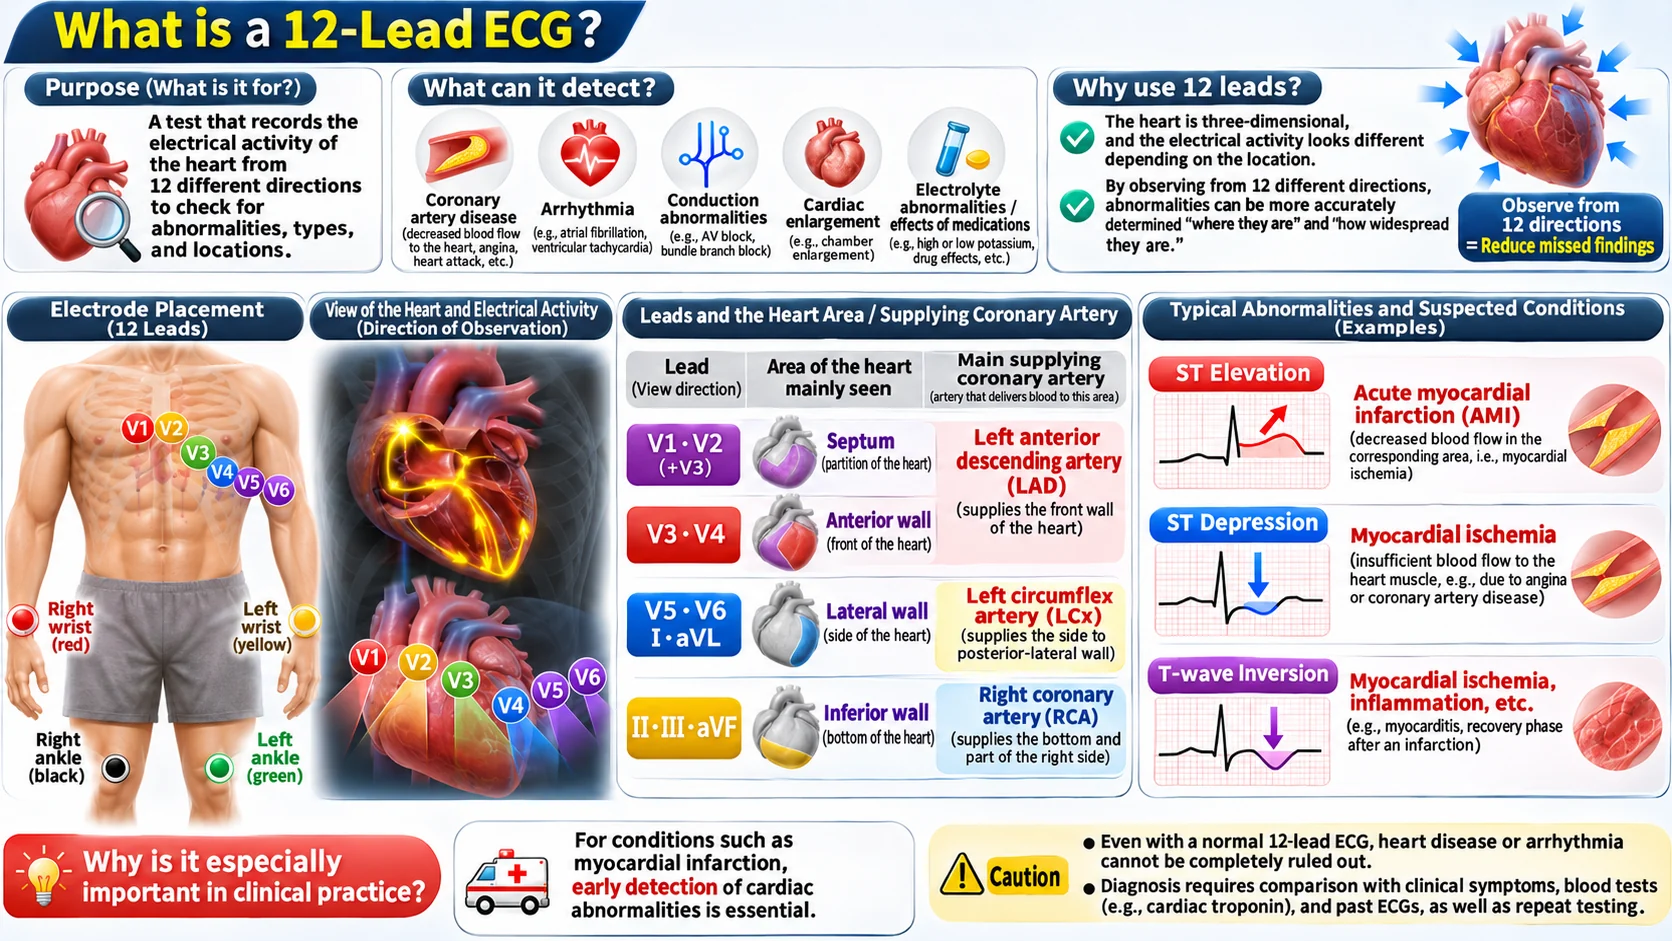 What is a 12-Lead ECG?
Purpose (What is it for?)
A test that records the
electrical activity of
the heart from
12 different directions
to check for
abnormalities, types,
and locations.
What can it detect?
Coronary
artery disease
(decreased blood flow
to the heart, angina,
heart attack, etc.)
Arrhythmia
(e.g., atrial fibrillation,
ventricular tachycardia)
Conduction
abnormalities
(e.g., AV block,
bundle branch block)
Cardiac
enlargement
(e.g., chamber
enlargement)
Electrolyte
abnormalities /
effects of medications
(e.g., high or low potassium,
drug effects, etc.)
Why use 12 leads?
The heart is three-dimensional,
and the electrical activity looks different
depending on the location.
By observing from 12 different directions,
abnormalities can be more accurately
determined "where they are" and "how widespread
they are."
Observe from
12 directions
= Reduce missed findings
Electrode Placement
(12 Leads)
V1
V2
V3
V4
V5
V6
Right
wrist
(red)
Left
wrist
(yellow)
Right
ankle
(black)
Left
ankle
(green)
View of the Heart and Electrical Activity
(Direction of Observation)
V1
V2
V3
V4
V5
V6
Leads and the Heart Area / Supplying Coronary Artery
Lead
(View direction)
Area of the heart
mainly seen
Main supplying
coronary artery
(artery that delivers blood to this area)
V1・V2
(+V3)
Septum
(partition of the heart)
Left anterior
descending artery
(LAD)
(supplies the front wall
of the heart)
V3・V4
Anterior wall
(front of the heart)
V5・V6
I・aVL
Lateral wall
(side of the heart)
Left circumflex
artery (LCx)
(supplies the side to
posterior-lateral wall)
II・III・aVF
Inferior wall
(bottom of the heart)
Right coronary
artery (RCA)
(supplies the bottom and
part of the right side)
Typical Abnormalities and Suspected Conditions
(Examples)
ST Elevation
Acute myocardial
infarction (AMI)
(decreased blood flow in the
corresponding area, i.e., myocardial
ischemia)
ST Depression
Myocardial ischemia
(insufficient blood flow to the
heart muscle, e.g., due to angina
or coronary artery disease)
T-wave Inversion
Myocardial ischemia,
inflammation, etc.
(e.g., myocarditis, recovery phase
after an infarction)
Why is it especially
important in clinical practice?
For conditions such as
myocardial infarction,
early detection of cardiac
abnormalities is essential.
Caution
● Even with a normal 12-lead ECG, heart disease or arrhythmia
cannot be completely ruled out.
● Diagnosis requires comparison with clinical symptoms, blood tests
(e.g., cardiac troponin), and past ECGs, as well as repeat testing.